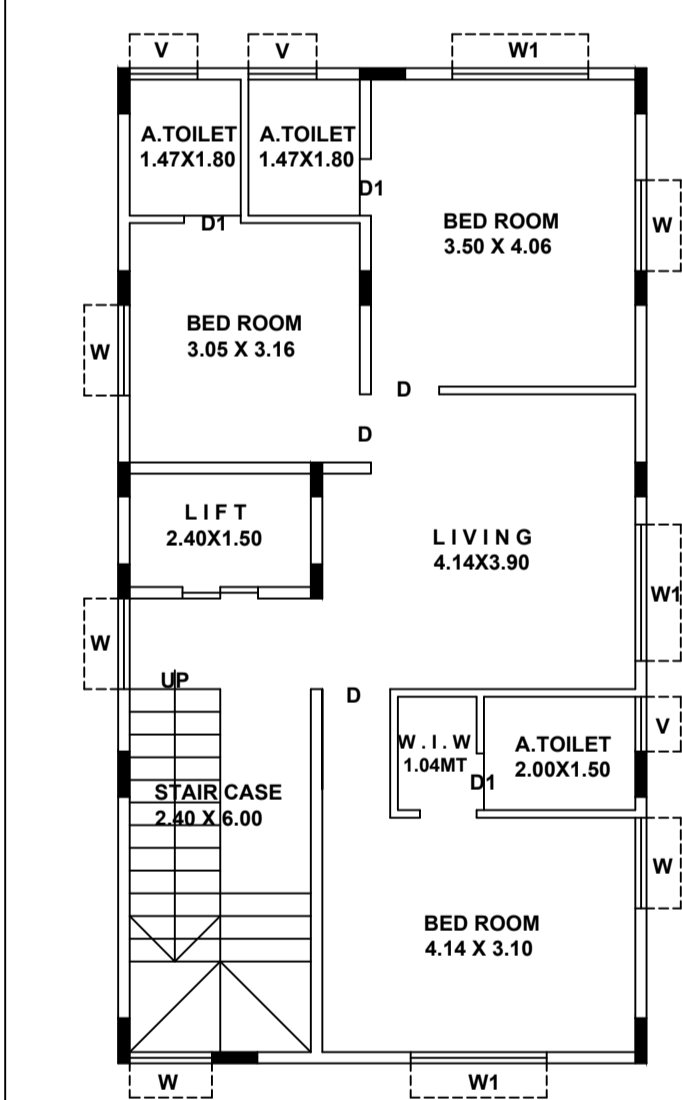 V
V
W1
A.TOILET
1.47X1.80
A.TOILET
1.47X1.80
D1
D1
BED ROOM
3.50 X 4.06
W
BED ROOM
3.05 X 3.16
W
D
D
LIFT
2.40X1.50
LIVING
4.14X3.90
W1
W
UP
D
W.I.W
1.04MT
A.TOILET
2.00X1.50
V
D1
STAIR CASE
2.40 X 6.00
W
BED ROOM
4.14 X 3.10
W
W1